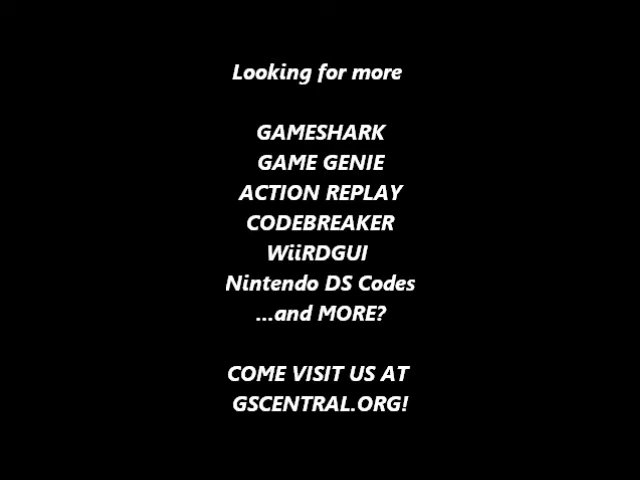 Looking for more
GAMESHARK
GAME GENIE
ACTION REPLAY
CODEBREAKER
WiiRDGUI
Nintendo DS Codes
...and MORE?
COME VISIT US AT
GSCENTRAL.ORG!